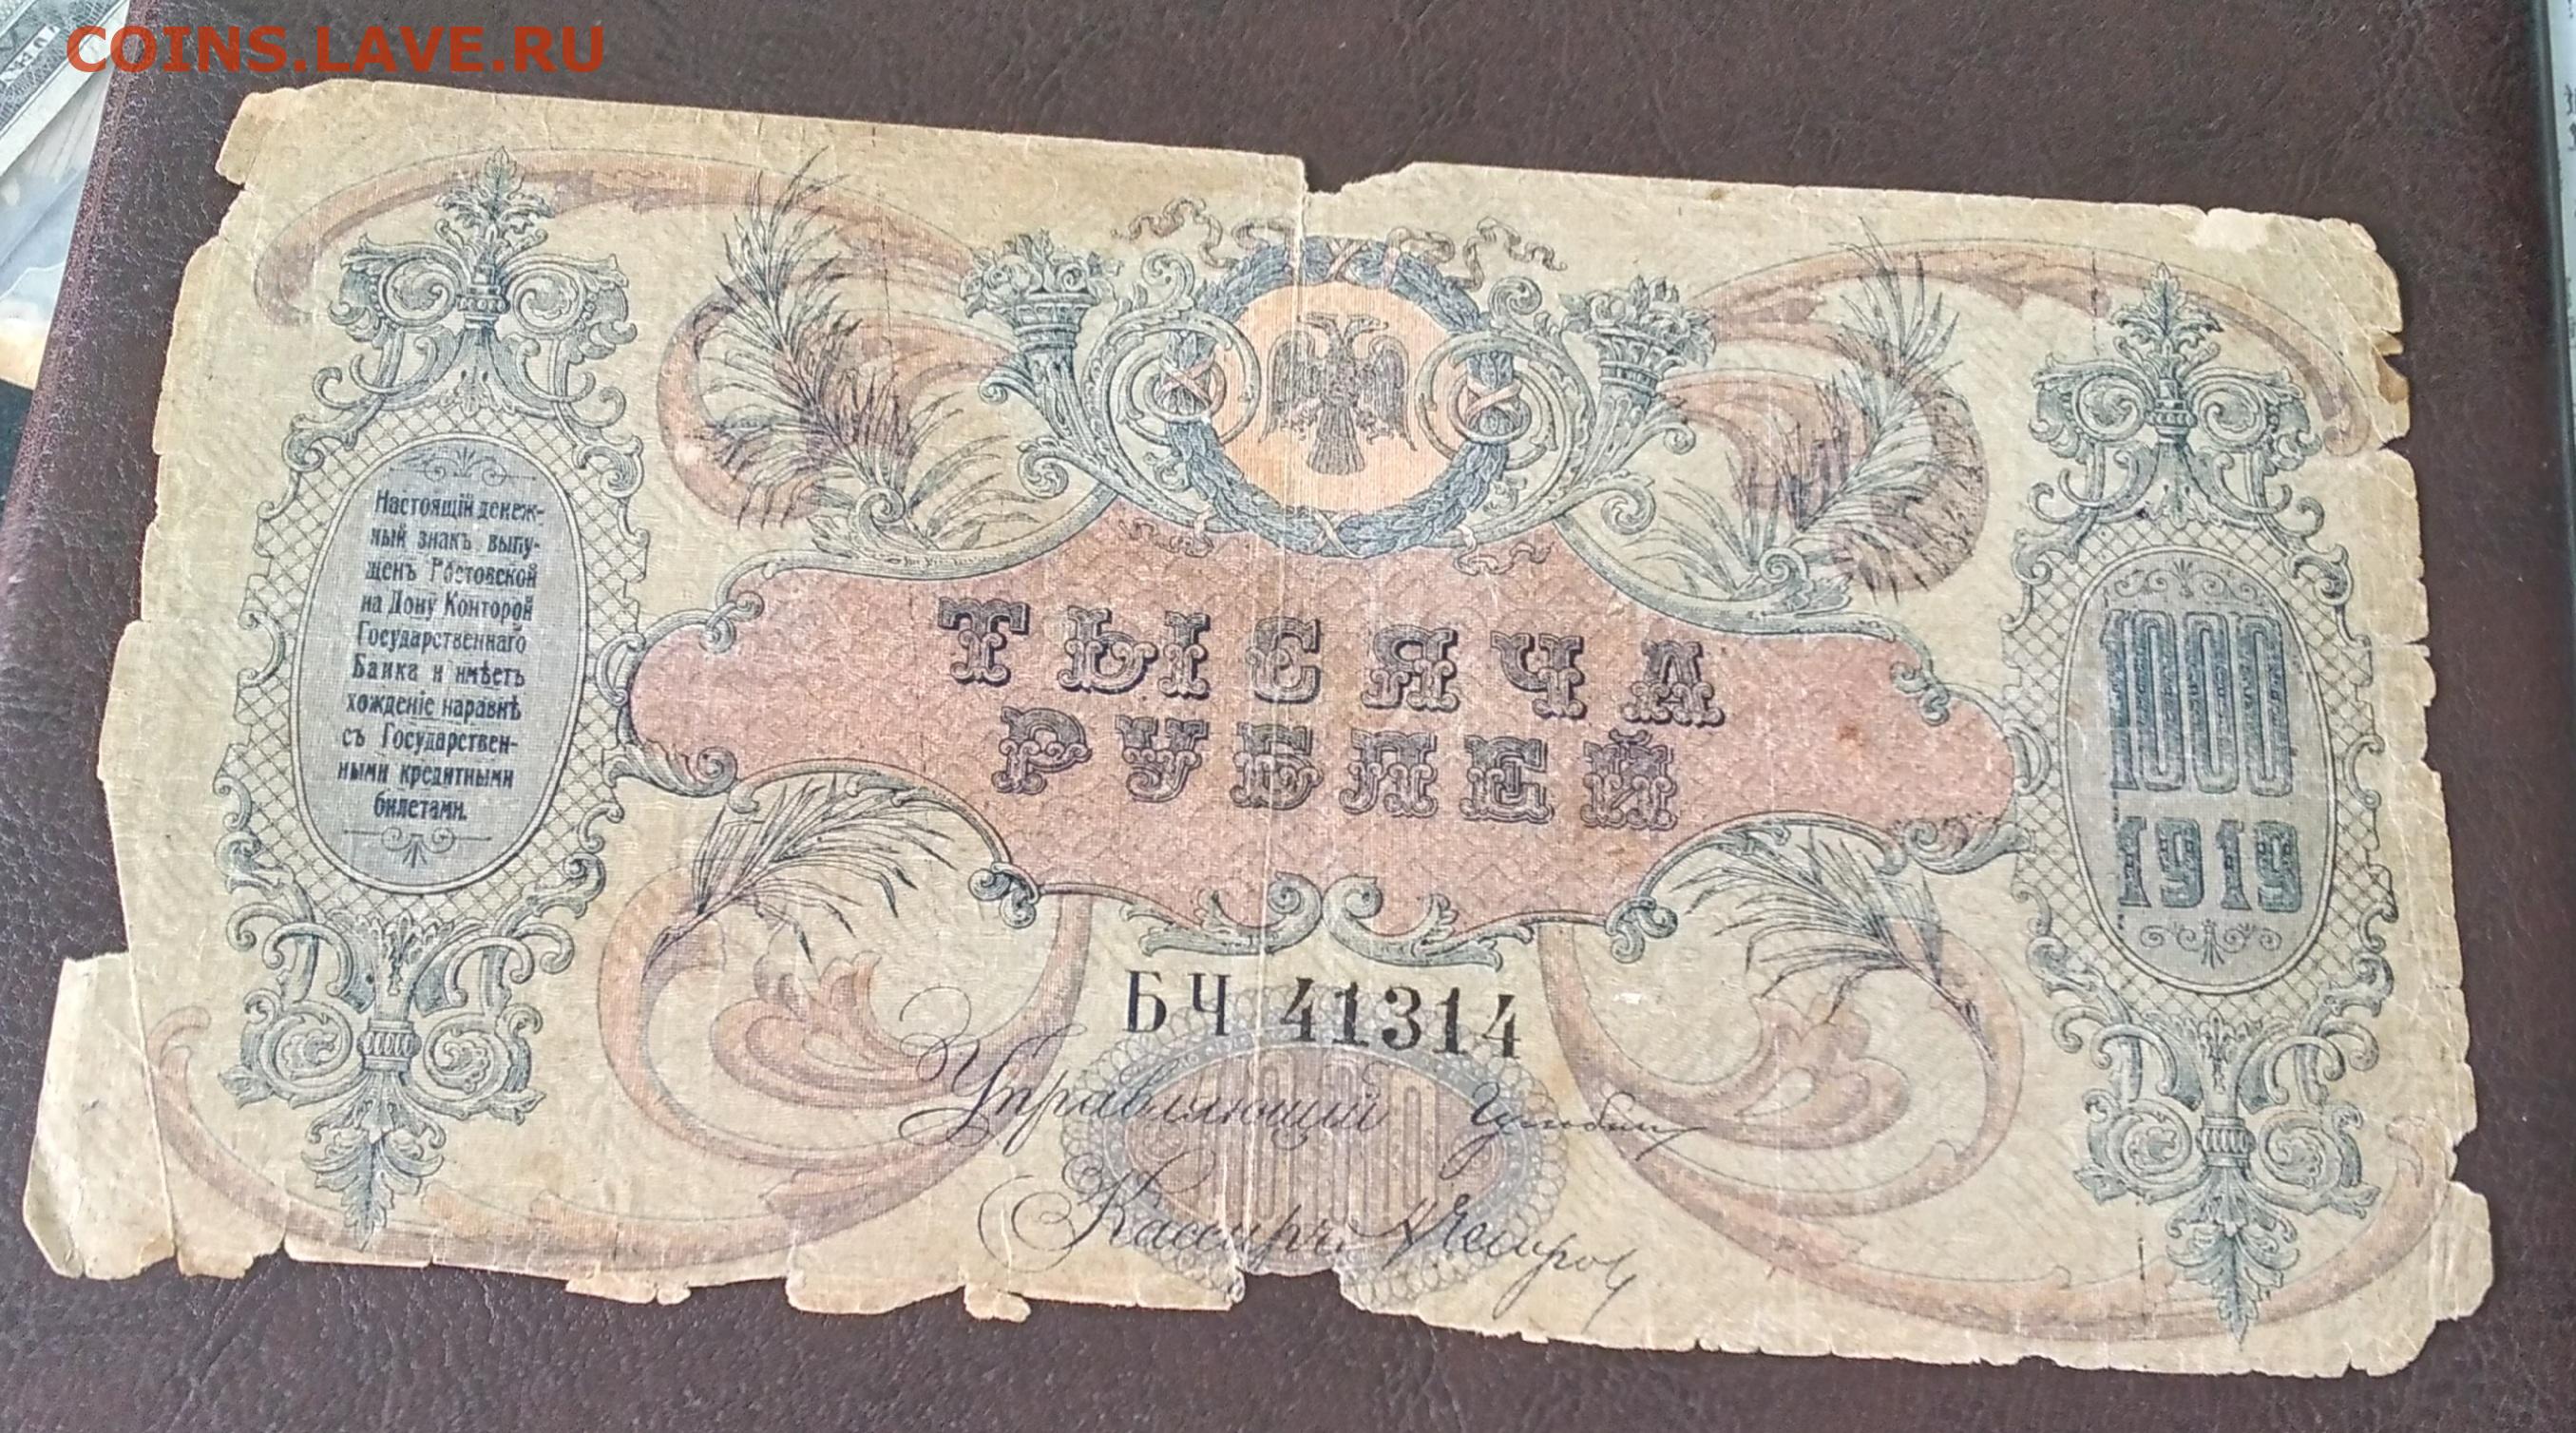 COINS.LAVE.RU
Настоящій денеж-
ный знакъ выпу-
щенъ Ростовской
на Дону Конторой
Государственнаго
Банка и имѣетъ
хожденіе наравнѣ
съ Государствен-
ными кредитными
билетами.
ТЫСЯЧА
РУБЛЕЙ
1000
1919
БЧ 41314
Управляющій
Кассиръ